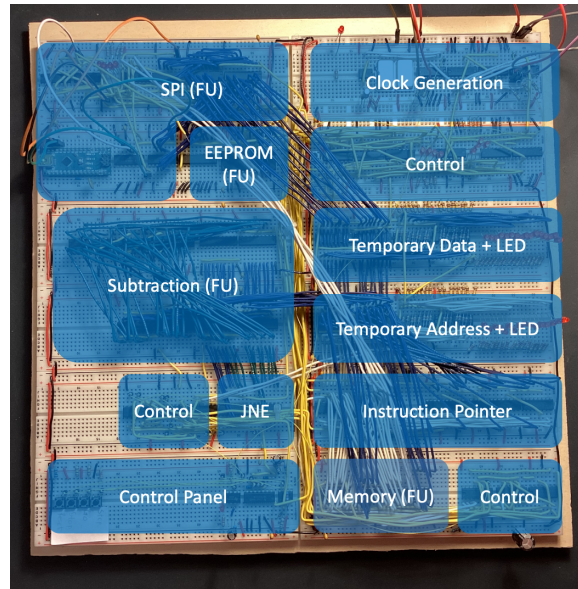 SPI (FU)
Clock Generation
EEPROM
(FU)
Control
Temporary Data + LED
Subtraction (FU)
Temporary Address + LED
Control
JNE
Instruction Pointer
Control Panel
Memory (FU)
Control